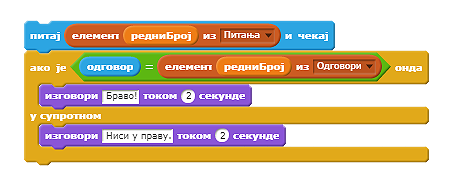 питај елемент редниБрој из Питања и чекај
ако је одговор = елемент редниБрој из Одговори онда
изговори Браво! током 2 секунде
у супротном
изговори Ниси у праву. током 2 секунде